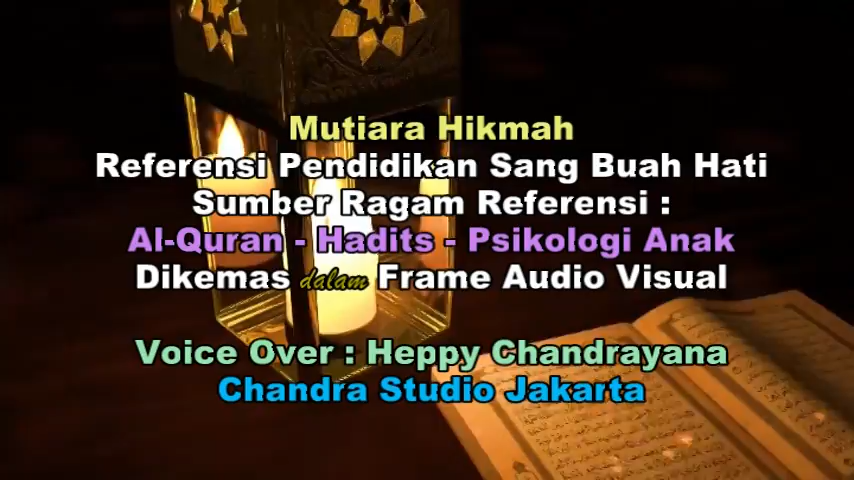 Mutiara Hikmah
Referensi Pendidikan Sang Buah Hati
Sumber Ragam Referensi :
Al-Quran - Hadits - Psikologi Anak
Dikemas dalam Frame Audio Visual
Voice Over : Heppy Chandrayana
Chandra Studio Jakarta